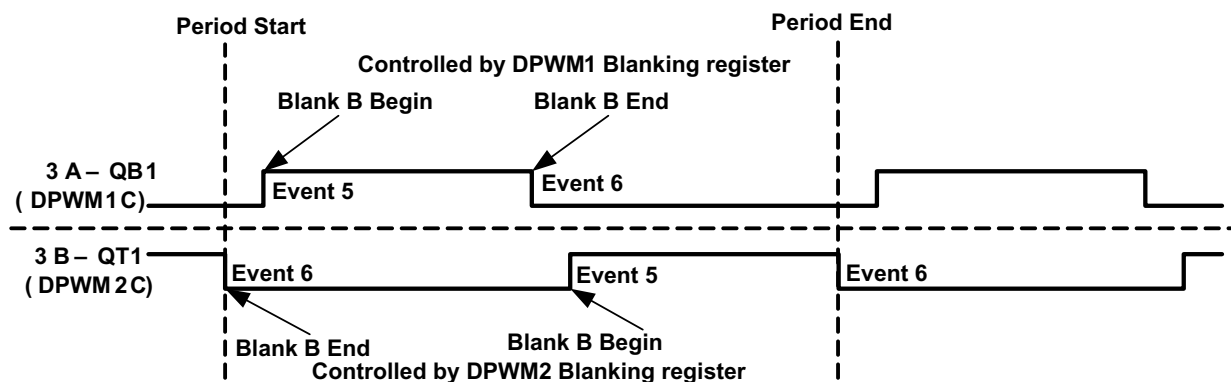 Period Start
Period End
Controlled by DPWM1 Blanking register
Blank B Begin
Blank B End
3 A – QB1
( DPWM1C)
Event 5
Event 6
3 B – QT1
( DPWM 2C)
Event 6
Event 5
Event 6
Blank B End
Blank B Begin
Controlled by DPWM2 Blanking register